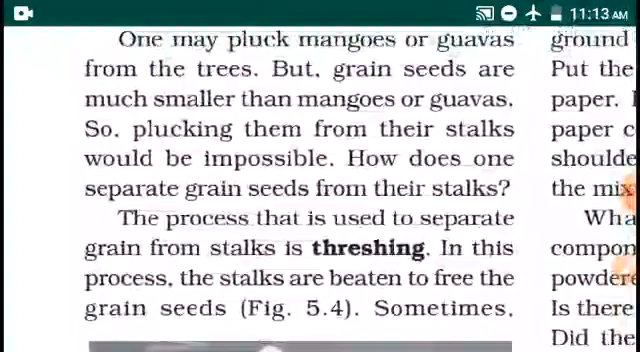 11:13 AM
One may pluck mangoes or guavas
from the trees. But, grain seeds are
much smaller than mangoes or guavas.
So, plucking them from their stalks
would be impossible. How does one
separate grain seeds from their stalks?
The process that is used to separate
grain from stalks is threshing. In this
process, the stalks are beaten to free the
grain seeds (Fig. 5.4). Sometimes,
ground
Put the
paper.
paper c
shoulde
the mix
Wha
compon
powdere
Is there
Did the